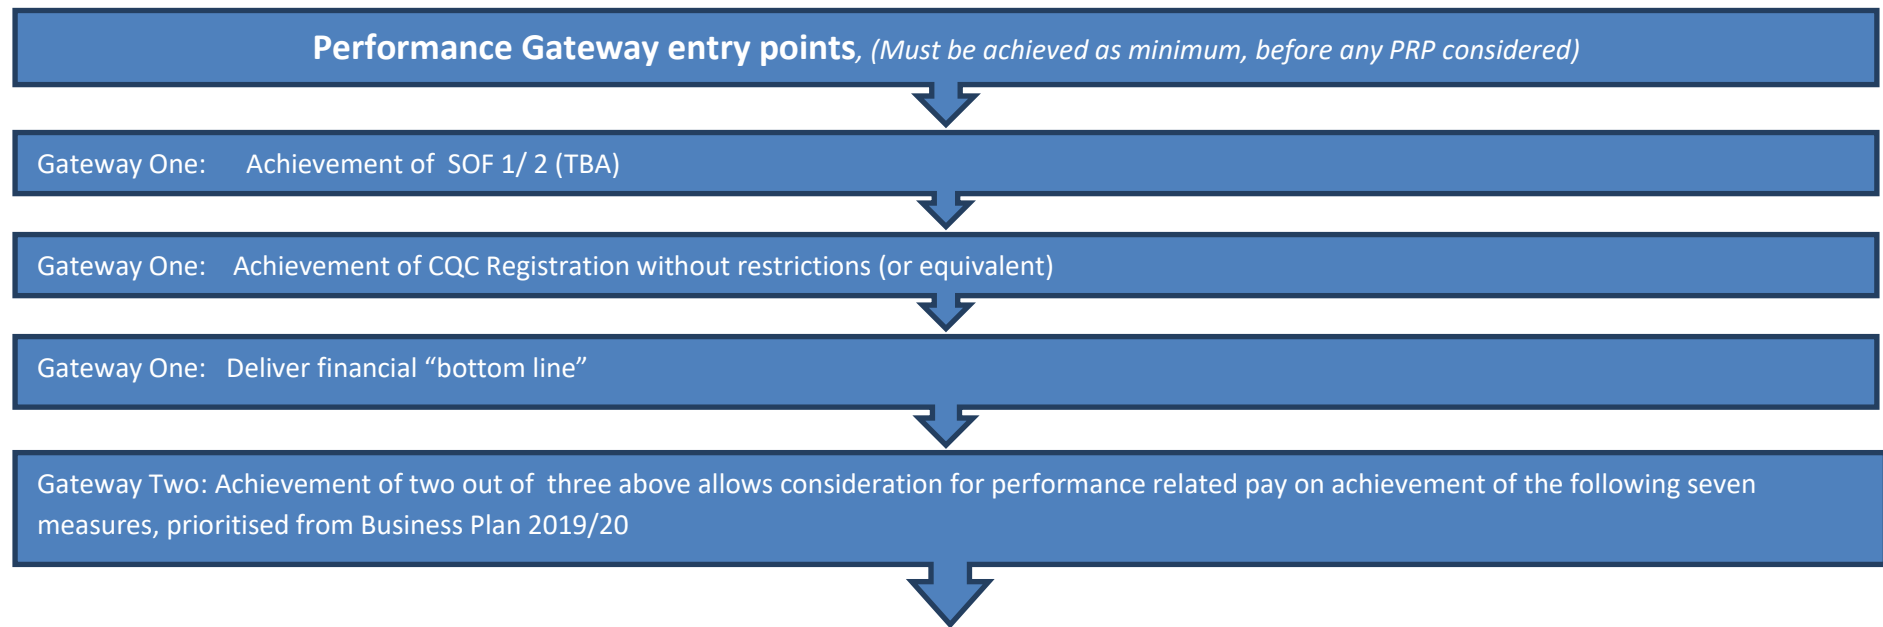 Performance Gateway entry points, (Must be achieved as minimum, before any PRP considered)
Gateway One: Achievement of SOF 1/ 2 (TBA)
Gateway One: Achievement of CQC Registration without restrictions (or equivalent)
Gateway One: Deliver financial “bottom line”
Gateway Two: Achievement of two out of three above allows consideration for performance related pay on achievement of the following seven
measures, prioritised from Business Plan 2019/20